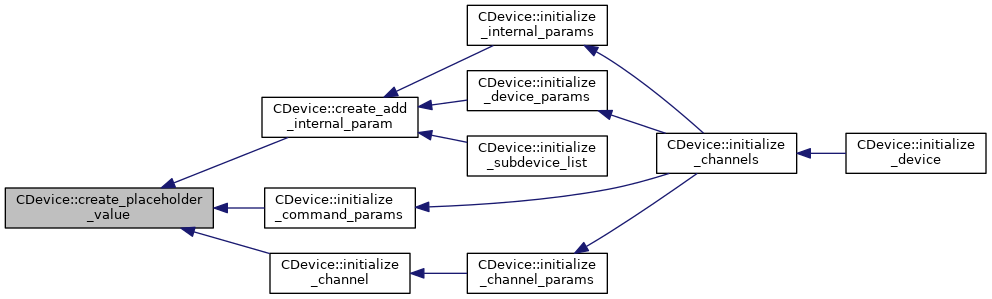 CDevice::initialize
_internal_params
CDevice::initialize
_device_params
CDevice::create_add
_internal_param
CDevice::initialize
_subdevice_list
CDevice::initialize
_channels
CDevice::initialize
_device
CDevice::create_placeholder
_value
CDevice::initialize
_command_params
CDevice::initialize
_channel
CDevice::initialize
_channel_params